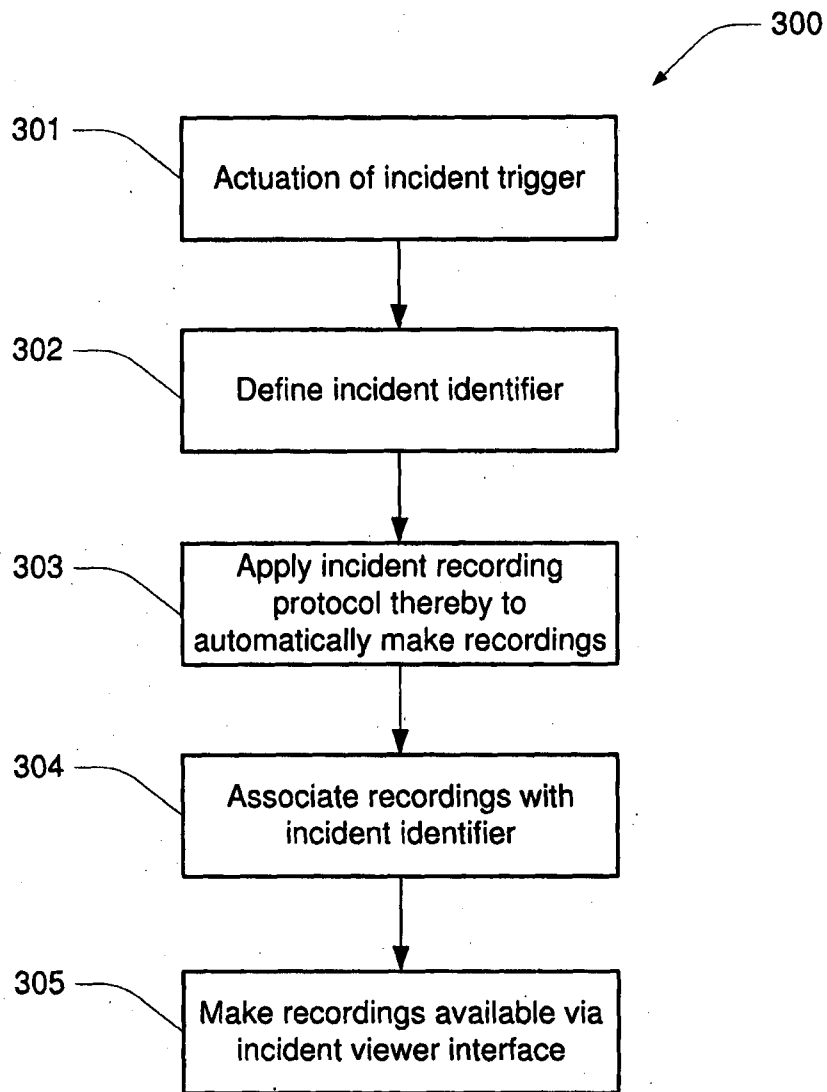 300
301
Actuation of incident trigger
302
Define incident identifier
303
Apply incident recording
protocol thereby to
automatically make recordings
304
Associate recordings with
incident identifier
305
Make recordings available via
incident viewer interface